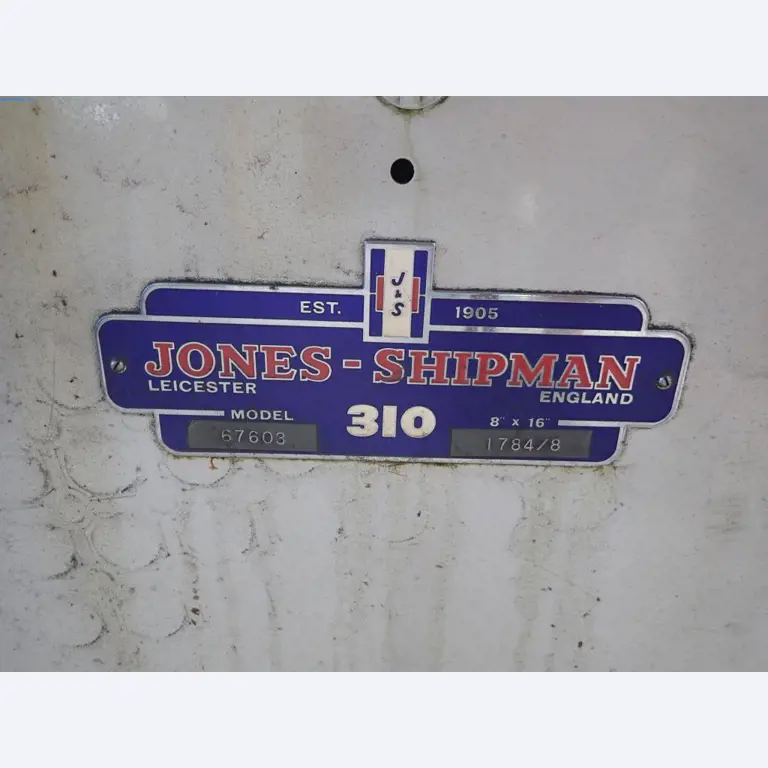 J & S
EST. 1905
JONES - SHIPMAN
LEICESTER ENGLAND
MODEL 310 8" x 16"
67603 1784/8